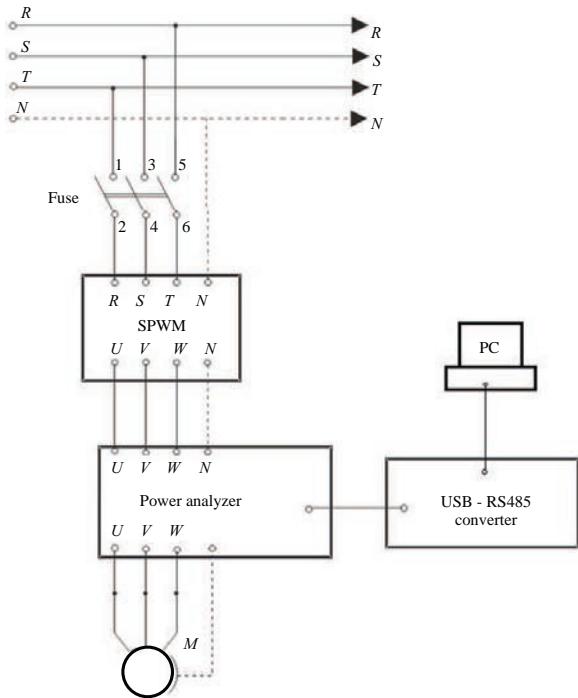 R
R
S
S
T
T
N
N
1 3 5
Fuse
2 4 6
R S T N
SPWM
U V W N
PC
U V W N
Power analyzer
USB - RS485
converter
U V W
M